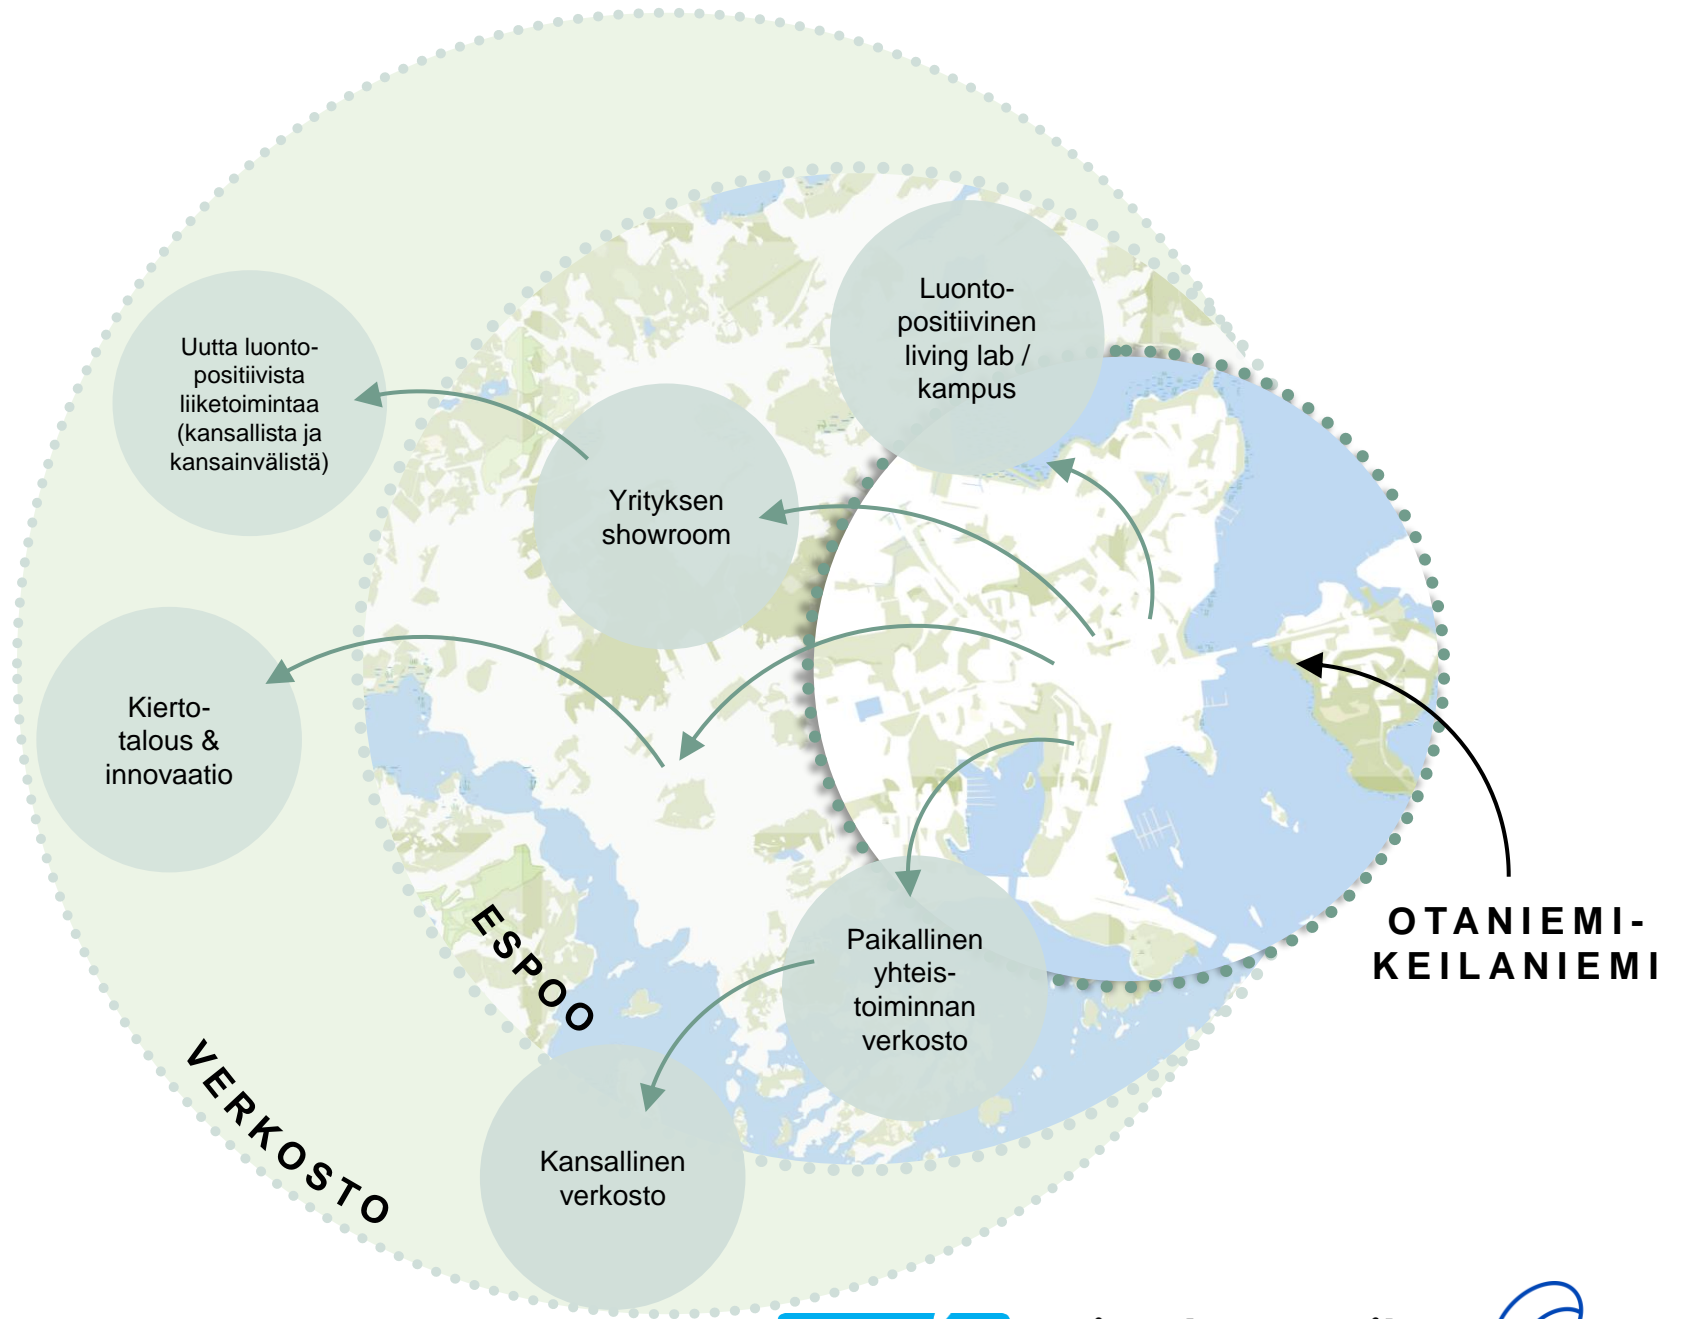 Luonto-
positiivinen
living lab /
kampus
Uutta luonto-
positiivista
liiketoimintaa
(kansallista ja
kansainvälistä)
Yrityksen
showroom
Kierto-
talous &
innovaatio
Paikallinen
yhteis-
toiminnan
verkosto
Kansallinen
verkosto
ESPOO
VERKOSTO
OTANIEMI-
KEILANIEMI